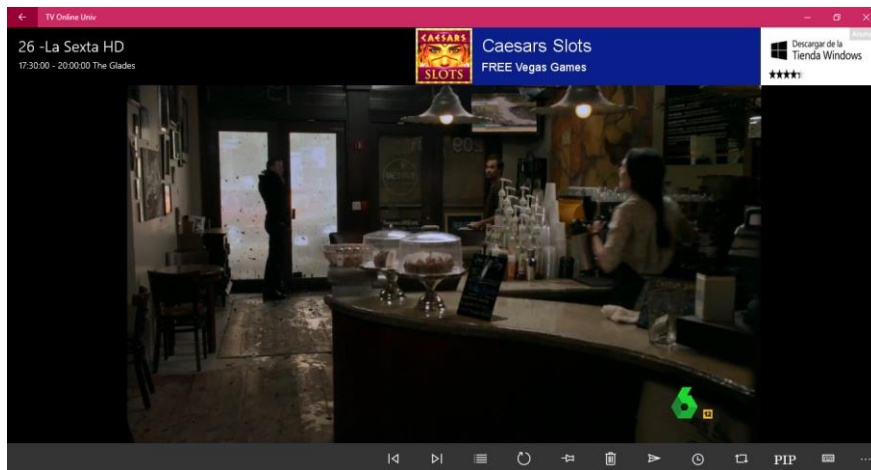 TV Online Univ
26 -La Sexta HD
17:30:00 - 20:00:00 The Glades
CAESARS
SLOTS
Caesars Slots
FREE Vegas Games
Descargar de la
Tienda Windows
6
12
PIP